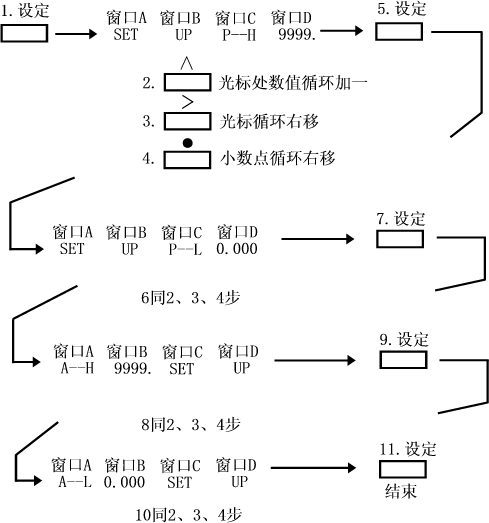 1.设定
窗口A 窗口B 窗口C 窗口D
SET UP P--H 9999.
5.设定
2. ∧ 光标处数值循环加一
3. > 光标循环右移
4. ● 小数点循环右移
窗口A 窗口B 窗口C 窗口D
SET UP P--L 0.000
7.设定
6同2、3、4步
窗口A 窗口B 窗口C 窗口D
A--H 9999. SET UP
9.设定
8同2、3、4步
窗口A 窗口B 窗口C 窗口D
A--L 0.000 SET UP
11.设定
结束
10同2、3、4步